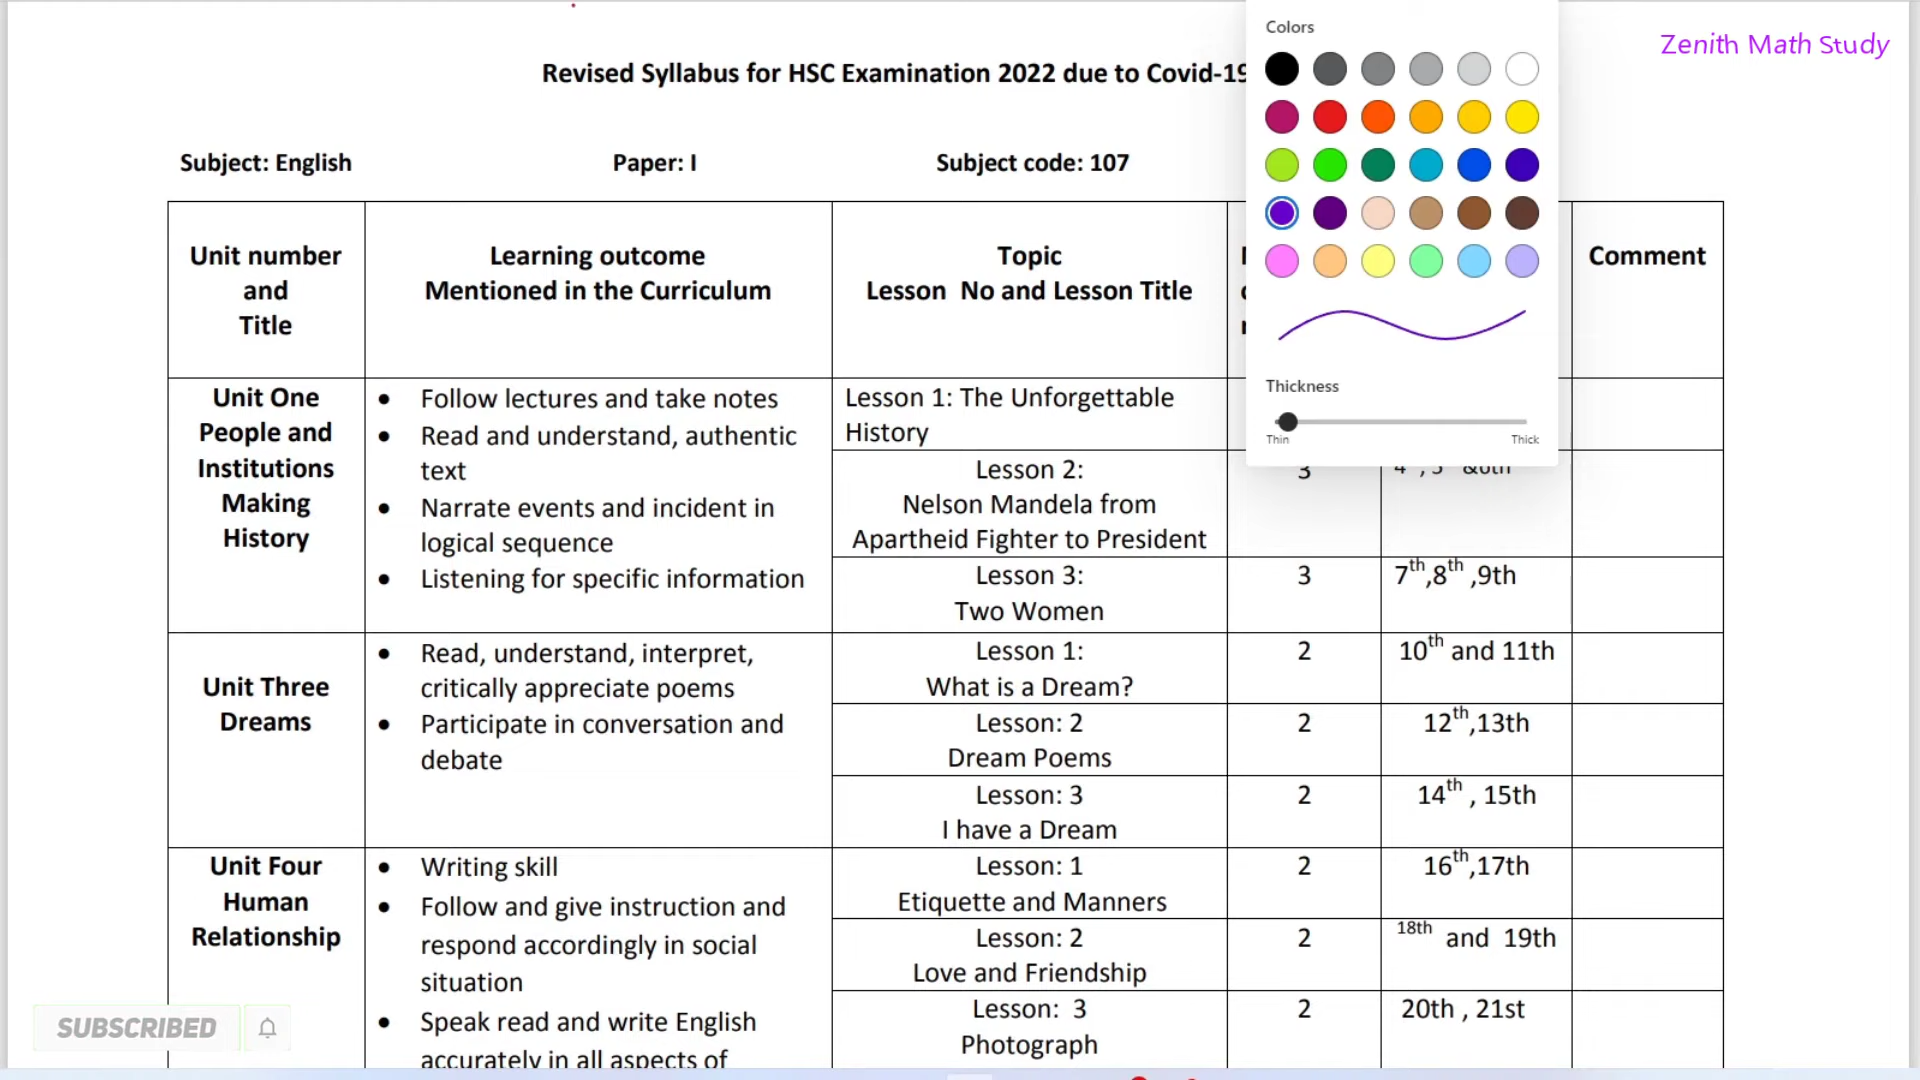 Colors
Zenith Math Study
Revised Syllabus for HSC Examination 2022 due to Covid-19
Subject: English Paper: I Subject code: 107
Unit number
and
Title
Learning outcome
Mentioned in the Curriculum
Topic
Lesson No and Lesson Title
Comment
Thickness
Thin Thick
Unit One
People and
Institutions
Making
History
• Follow lectures and take notes
• Read and understand, authentic
text
• Narrate events and incident in
logical sequence
• Listening for specific information
Lesson 1: The Unforgettable
History
Lesson 2:
Nelson Mandela from
Apartheid Fighter to President
3
Lesson 3:
Two Women
3
7th,8th ,9th
Unit Three
Dreams
• Read, understand, interpret,
critically appreciate poems
• Participate in conversation and
debate
Lesson 1:
What is a Dream?
2
10th and 11th
Lesson: 2
Dream Poems
2
12th,13th
Lesson: 3
I have a Dream
2
14th , 15th
Unit Four
Human
Relationship
• Writing skill
• Follow and give instruction and
respond accordingly in social
situation
• Speak read and write English
accurately in all aspects of
Lesson: 1
Etiquette and Manners
2
16th,17th
Lesson: 2
Love and Friendship
2
18th and 19th
Lesson: 3
Photograph
2
20th , 21st
SUBSCRIBED